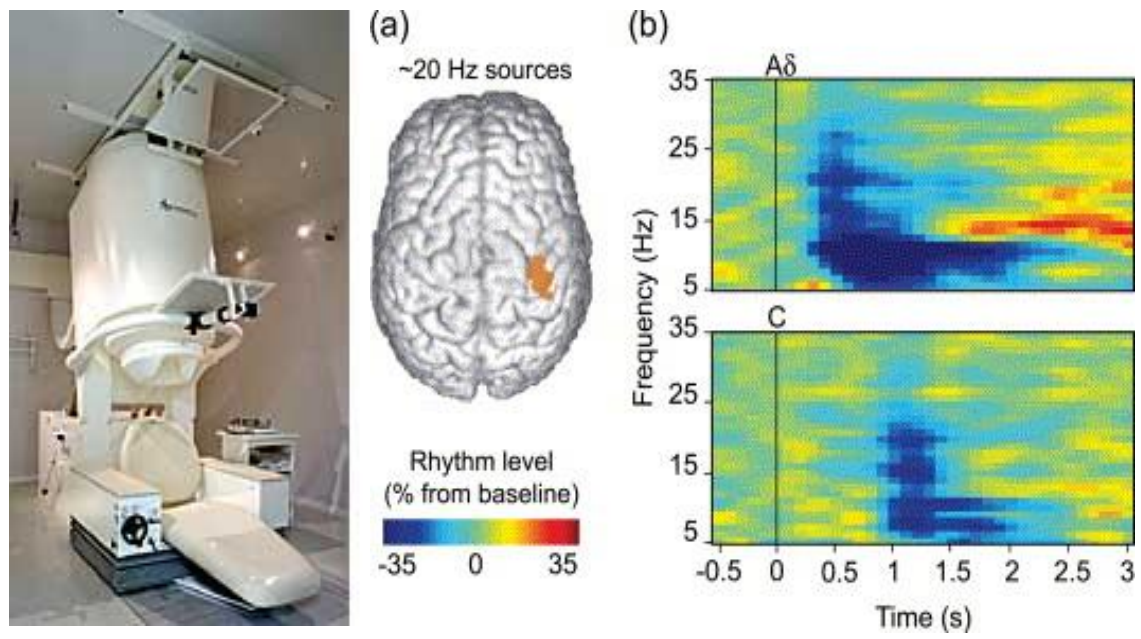 (a)
~20 Hz sources
Rhythm level
(% from baseline)
-35 0 35
(b)
Aδ
35
25
15
5
C
35
25
15
5
Frequency (Hz)
-0.5 0 0.5 1 1.5 2 2.5 3
Time (s)